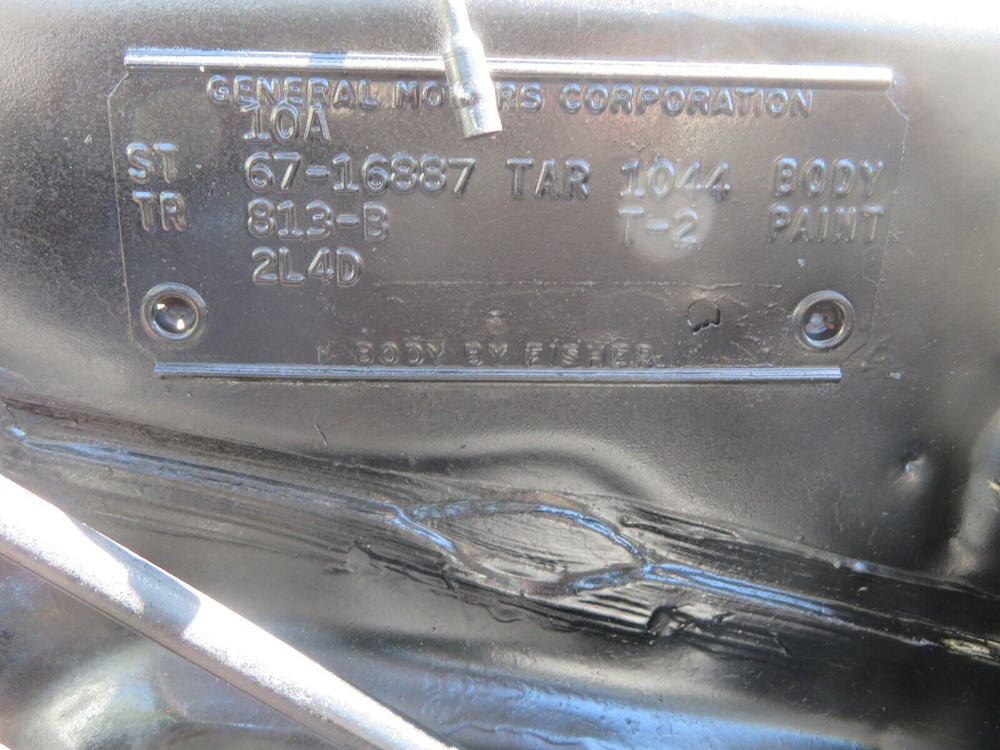 GENERAL MOTORS CORPORATION
10A
ST 67-16887 TAR 1044 BODY
TR 813-B T-2 PAINT
2L4D
BODY BY FISHER